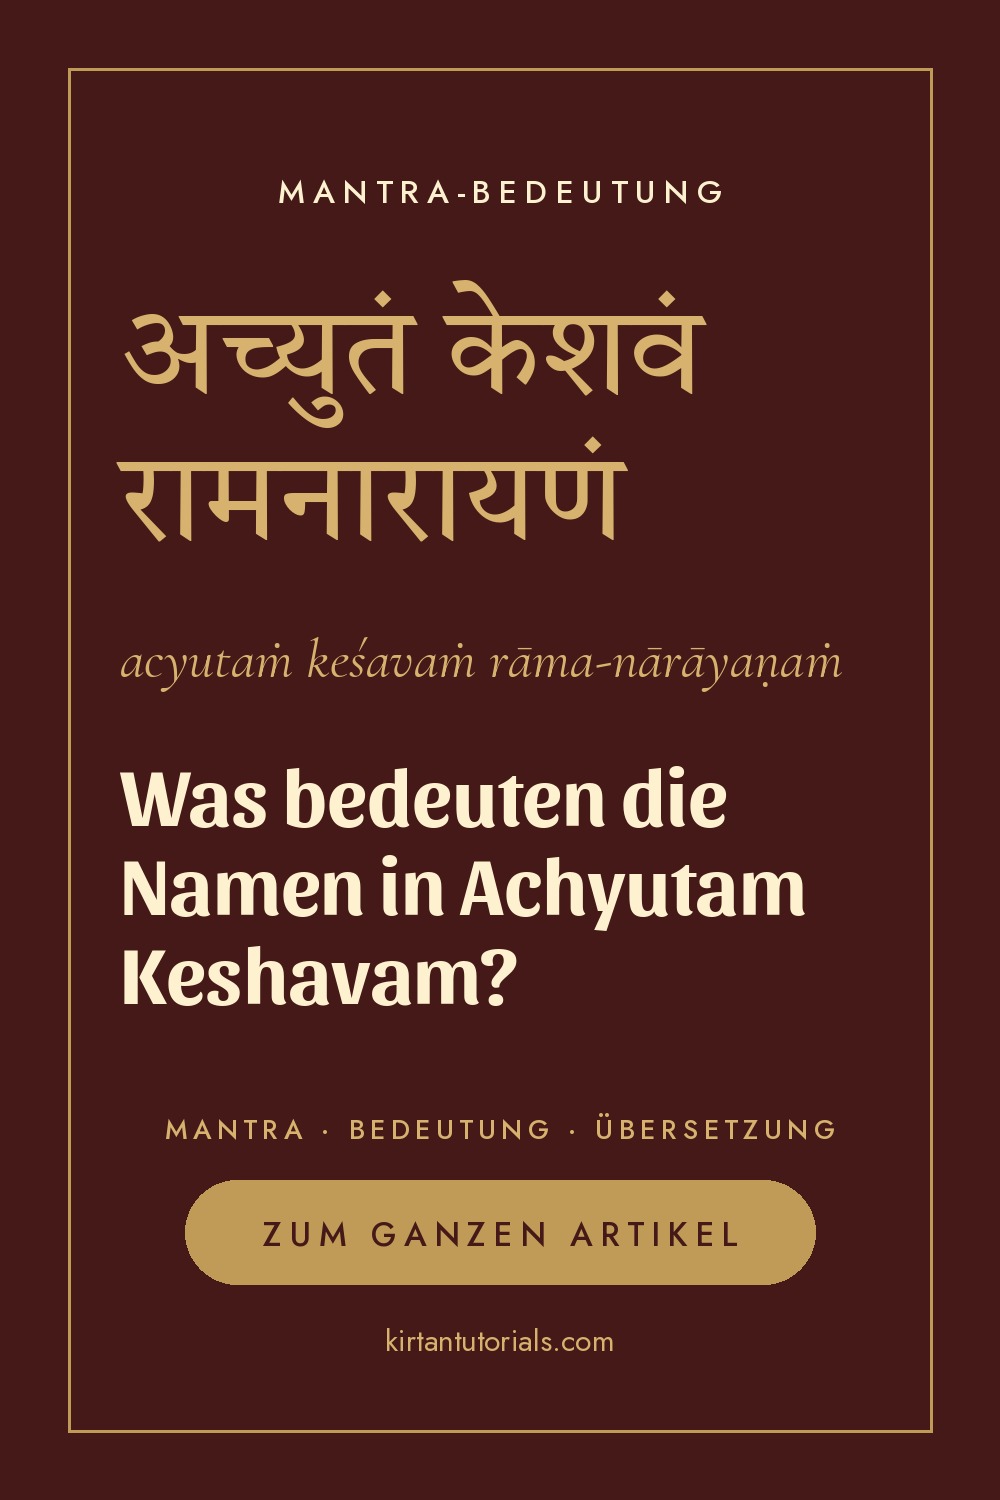 MANTRA-BEDEUTUNG
अच्युतं केशवं
रामनारायणं
acyutaṁ keśavaṁ rāma-nārāyaṇaṁ
Was bedeuten die
Namen in Achyutam
Keshavam?
MANTRA · BEDEUTUNG · ÜBERSETZUNG
ZUM GANZEN ARTIKEL
kirtantutorials.com